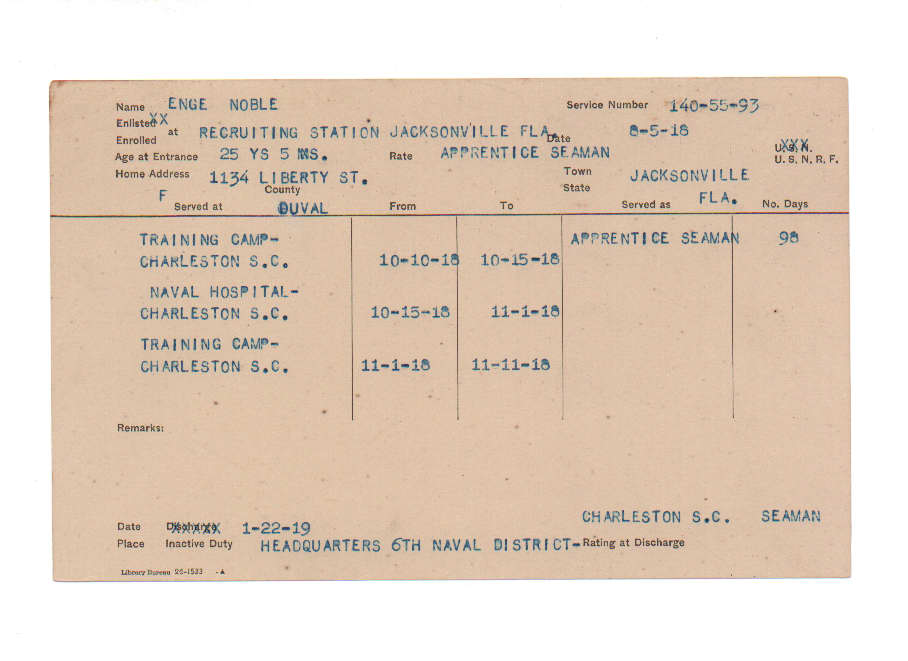 Name ENGE NOBLE Service Number 140-55-93
Enlisted XX
Enrolled at RECRUITING STATION JACKSONVILLE FLA. Date 8-5-18
Age at Entrance 25 YS 5 MS. Rate APPRENTICE SEAMAN U.S.N. XXX
U. S. N. R. F.
Home Address 1134 LIBERTY ST. Town JACKSONVILLE
County State
F DUVAL FLA.
Served at From To Served as No. Days
TRAINING CAMP- APPRENTICE SEAMAN 98
CHARLESTON S.C. 10-10-18 10-15-18
NAVAL HOSPITAL-
CHARLESTON S.C. 10-15-18 11-1-18
TRAINING CAMP-
CHARLESTON S.C. 11-1-18 11-11-18
Remarks:
CHARLESTON S.C. SEAMAN
Date Discharge XXXXX 1-22-19
Place Inactive Duty HEADQUARTERS 6TH NAVAL DISTRICT- Rating at Discharge
Library Bureau 26-1533 -A